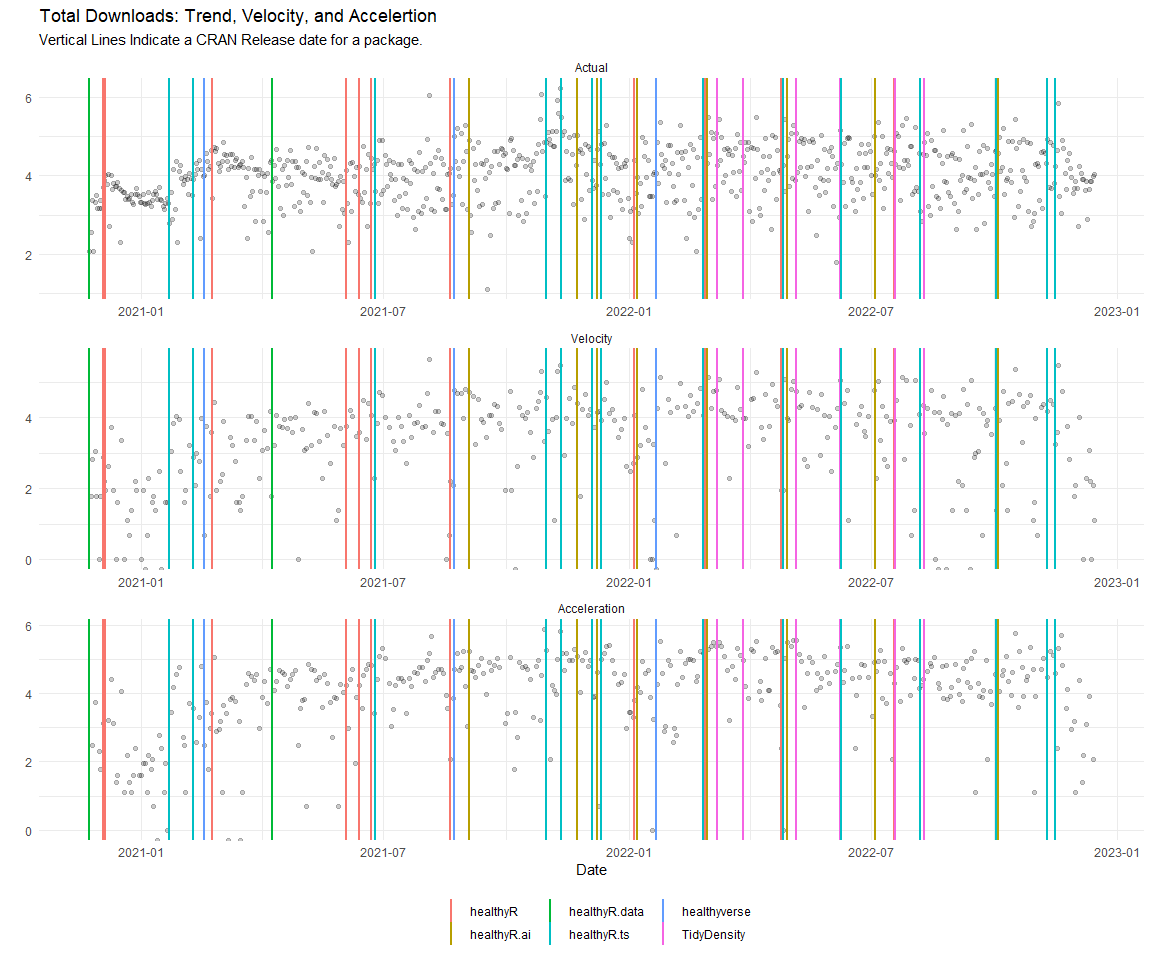 Total Downloads: Trend, Velocity, and Accelertion
Vertical Lines Indicate a CRAN Release date for a package.
Actual
6
4
2
2021-01 2021-07 2022-01 2022-07 2023-01
Velocity
4
2
0
2021-01 2021-07 2022-01 2022-07 2023-01
Acceleration
6
4
2
0
2021-01 2021-07 2022-01 2022-07 2023-01
Date
healthyR healthyR.data healthyverse
healthyR.ai healthyR.ts TidyDensity